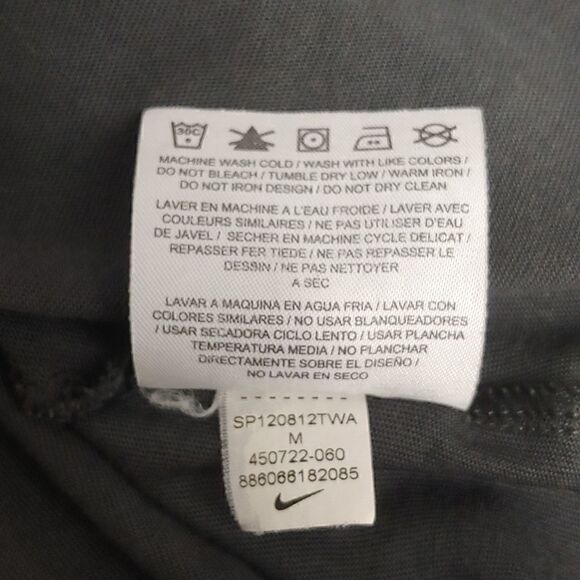 30C
MACHINE WASH COLD / WASH WITH LIKE COLORS /
DO NOT BLEACH / TUMBLE DRY LOW / WARM IRON /
DO NOT IRON DESIGN / DO NOT DRY CLEAN
LAVER EN MACHINE A L'EAU FROIDE / LAVER AVEC
COULEURS SIMILAIRES / NE PAS UTILISER D'EAU
DE JAVEL / SECHER EN MACHINE CYCLE DELICAT /
REPASSER FER TIEDE / NE PAS REPASSER LE
DESSIN / NE PAS NETTOYER
A SEC
LAVAR A MAQUINA EN AGUA FRIA / LAVAR CON
COLORES SIMILARES / NO USAR BLANQUEADORES
/ USAR SECADORA CICLO LENTO / USAR PLANCHA
TEMPERATURA MEDIA / NO PLANCHAR
DIRECTAMENTE SOBRE EL DISEÑO /
NO LAVAR EN SECO
SP120812TWA
M
450722-060
886066182085